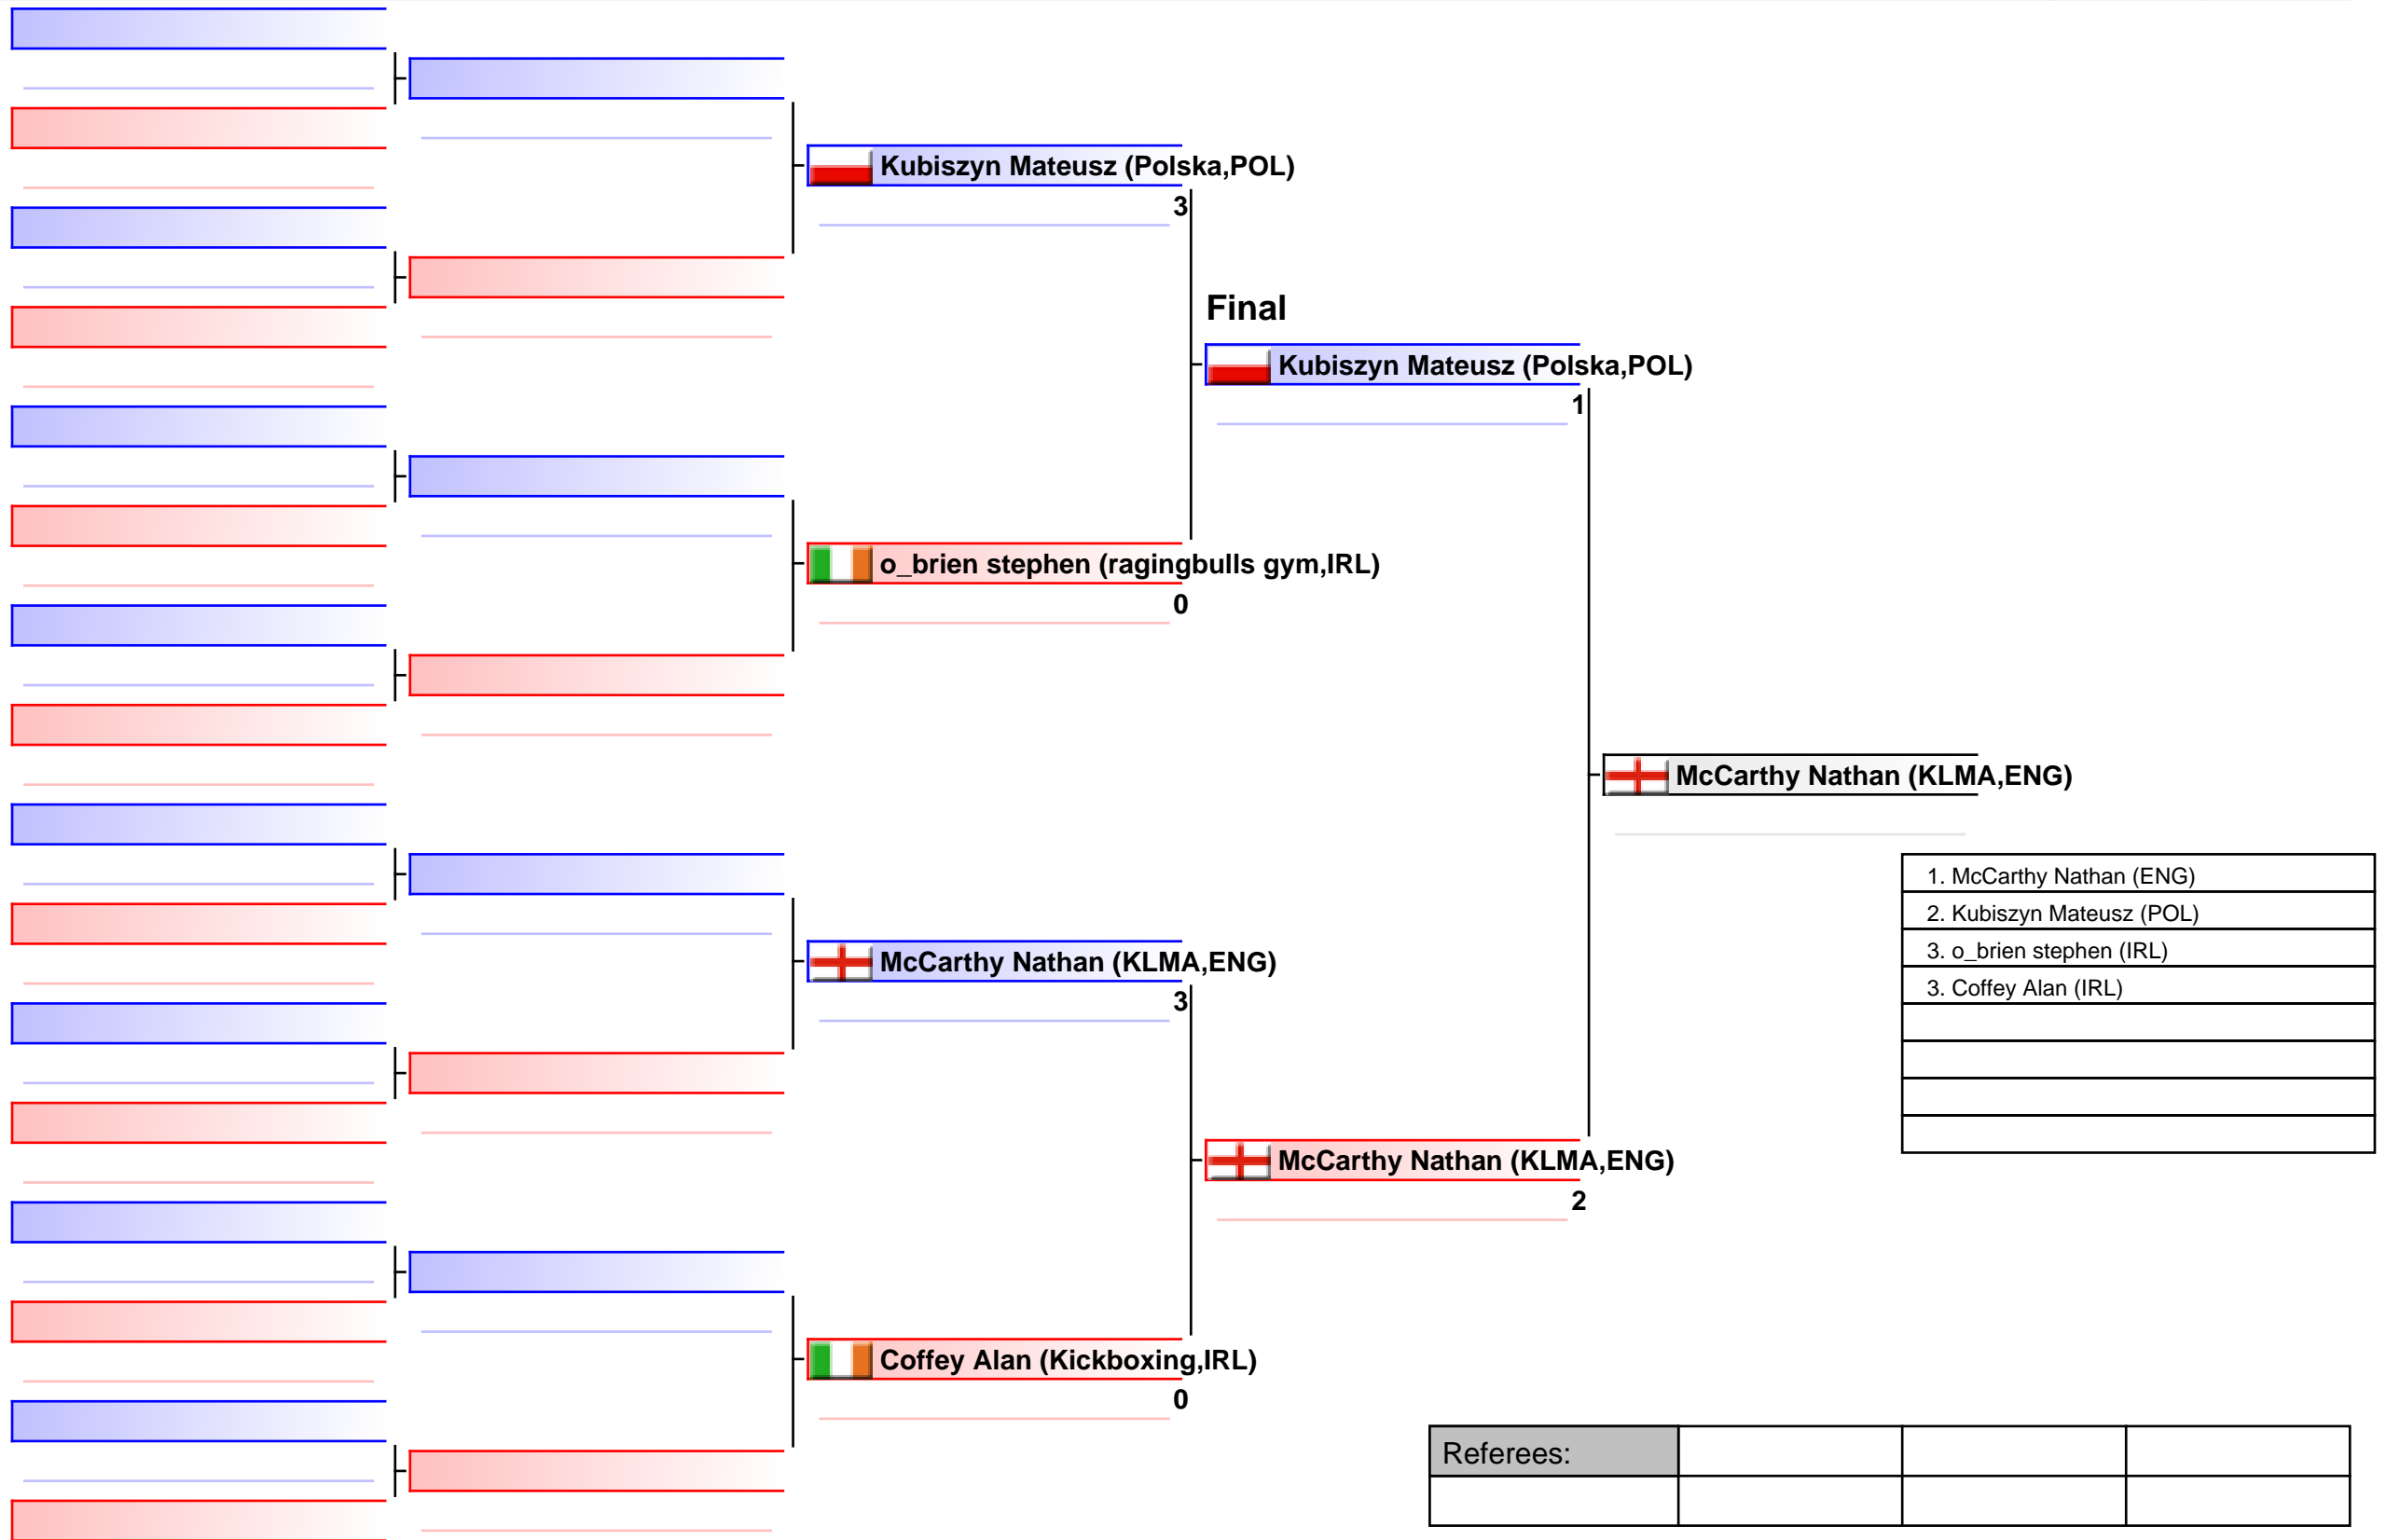 Kubiszyn Mateusz (Polska,POL)
3
Final
Kubiszyn Mateusz (Polska,POL)
1
o_brien stephen (ragingbulls gym,IRL)
0
McCarthy Nathan (KLMA,ENG)
1. McCarthy Nathan (ENG)
2. Kubiszyn Mateusz (POL)
3. o_brien stephen (IRL)
3. Coffey Alan (IRL)
McCarthy Nathan (KLMA,ENG)
3
McCarthy Nathan (KLMA,ENG)
2
Coffey Alan (Kickboxing,IRL)
0
Referees: